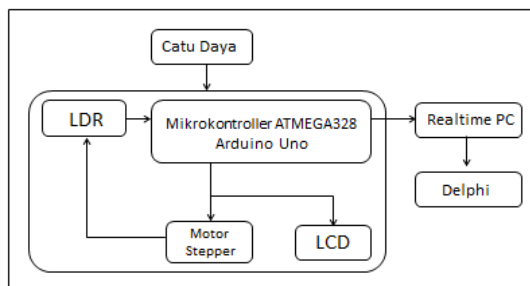 Catu Daya
LDR
Mikrokontroller ATMEGA328
Arduino Uno
Realtime PC
Delphi
Motor
Stepper
LCD